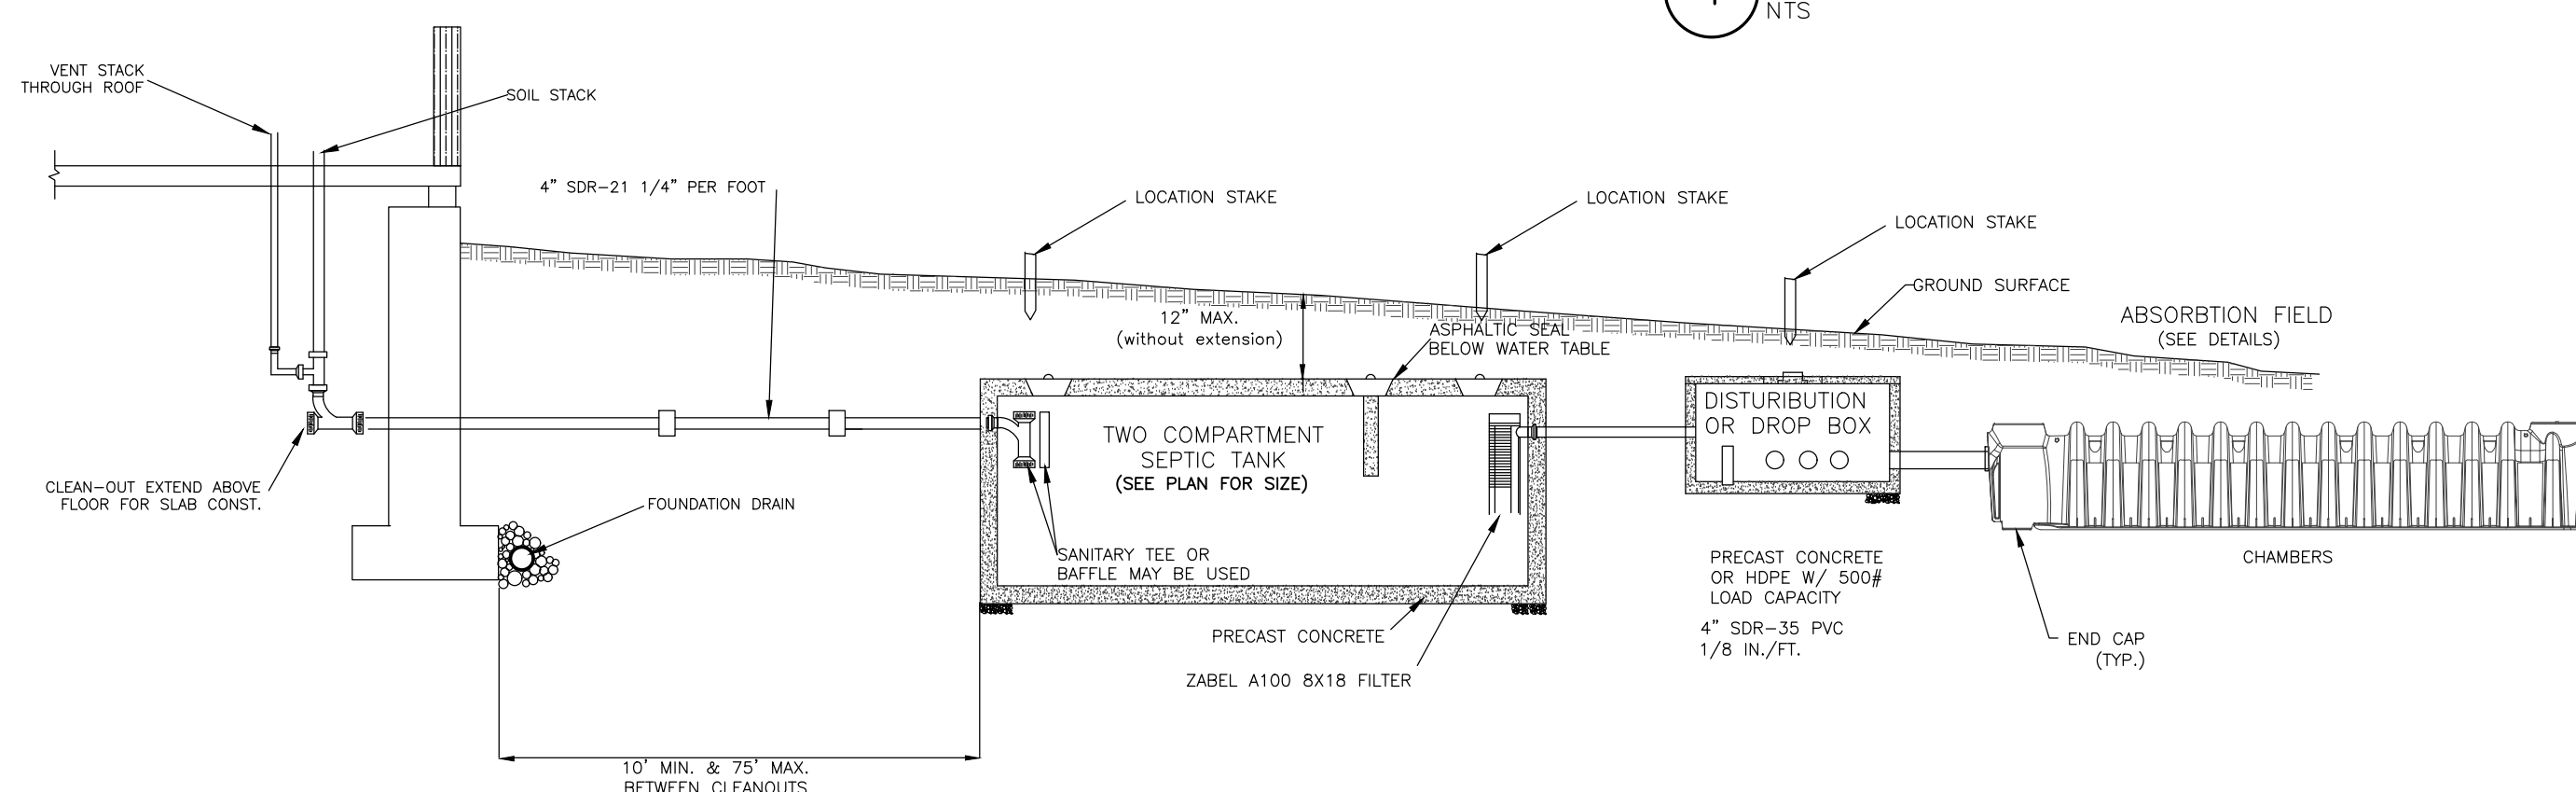 NTS
VENT STACK
THROUGH ROOF
SOIL STACK
4" SDR-21 1/4" PER FOOT
LOCATION STAKE
LOCATION STAKE
LOCATION STAKE
GROUND SURFACE
ABSORBTION FIELD
(SEE DETAILS)
12" MAX.
(without extension)
ASPHALTIC SEAL
BELOW WATER TABLE
DISTURIBUTION
OR DROP BOX
TWO COMPARTMENT
SEPTIC TANK
(SEE PLAN FOR SIZE)
CLEAN-OUT EXTEND ABOVE
FLOOR FOR SLAB CONST.
FOUNDATION DRAIN
SANITARY TEE OR
BAFFLE MAY BE USED
PRECAST CONCRETE
OR HDPE W/ 500#
LOAD CAPACITY
4" SDR-35 PVC
1/8 IN./FT.
CHAMBERS
PRECAST CONCRETE
END CAP
(TYP.)
ZABEL A100 8X18 FILTER
10' MIN. & 75' MAX.
BETWEEN CLEANOUTS